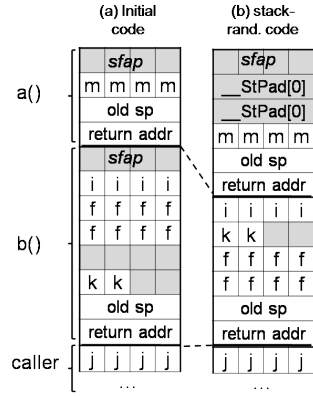 (a) Initial code
(b) stack-rand. code
a()
sfap
m m m m
old sp
return addr
b()
sfap
i i i i
f f f f
f f f f
k k
old sp
return addr
caller
j j j j
...
sfap
__StPad[0]
__StPad[0]
m m m m
old sp
return addr
i i i i
k k
f f f f
f f f f
old sp
return addr
j j j j
...